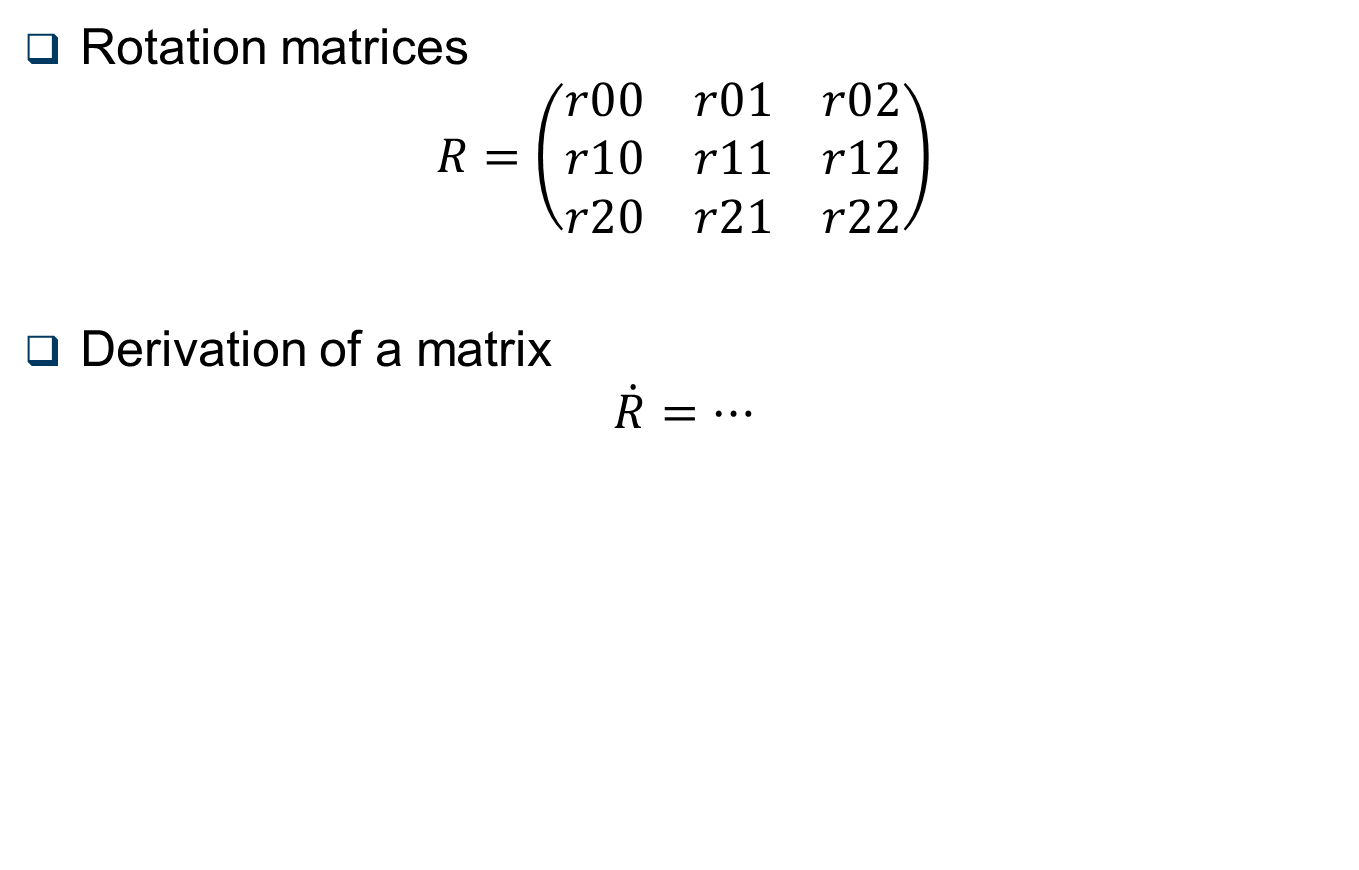 ❑ Rotation matrices
r00 r01 r02
R = r10 r11 r12
r20 r21 r22
❑ Derivation of a matrix
Ṙ = ⋯